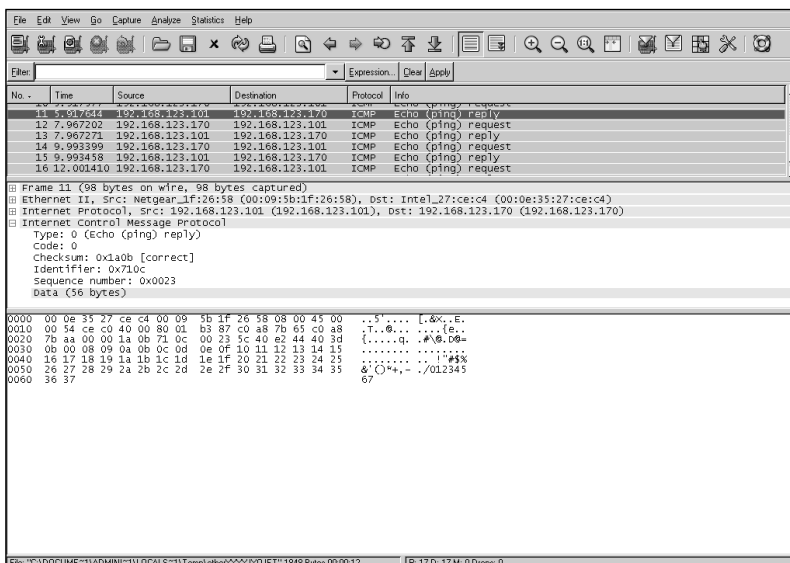 File Edit View Go Capture Analyze Statistics Help
Filter: Expression... Clear Apply
No. - Time Source Destination Protocol Info
11 5.917644 192.168.123.101 192.168.123.170 ICMP Echo (ping) reply
12 7.967202 192.168.123.170 192.168.123.101 ICMP Echo (ping) request
13 7.967271 192.168.123.101 192.168.123.170 ICMP Echo (ping) reply
14 9.993399 192.168.123.170 192.168.123.101 ICMP Echo (ping) request
15 9.993458 192.168.123.101 192.168.123.170 ICMP Echo (ping) reply
16 12.001410 192.168.123.170 192.168.123.101 ICMP Echo (ping) request
Frame 11 (98 bytes on wire, 98 bytes captured)
Ethernet II, Src: Netgear_1f:26:58 (00:09:5b:1f:26:58), Dst: Intel_27:ce:c4 (00:0e:35:27:ce:c4)
Internet Protocol, Src: 192.168.123.101 (192.168.123.101), Dst: 192.168.123.170 (192.168.123.170)
Internet Control Message Protocol
Type: 0 (Echo (ping) reply)
Code: 0
Checksum: 0x1a0b [correct]
Identifier: 0x710c
Sequence number: 0x0023
Data (56 bytes)
0000 00 0e 35 27 ce c4 00 09 5b 1f 26 58 08 00 45 00 ..5'.... [.&X..E.
0010 00 54 ce c0 40 00 80 01 b3 87 c0 a8 7b 65 c0 a8 .T..@... ....{e..
0020 7b aa 00 00 1a 0b 71 0c 00 23 5c 40 e2 44 40 3d {.....q. .#\@.D@=
0030 0b 00 08 09 0a 0b 0c 0d 0e 0f 10 11 12 13 14 15 ........ ........
0040 16 17 18 19 1a 1b 1c 1d 1e 1f 20 21 22 23 24 25 ........ .. !"#$%
0050 26 27 28 29 2a 2b 2c 2d 2e 2f 30 31 32 33 34 35 &'()*+,- ./012345
0060 36 37 67